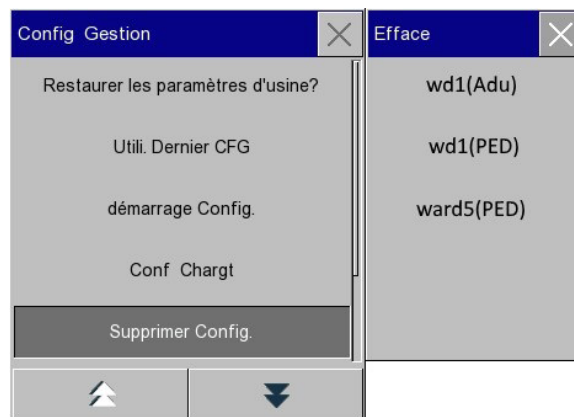 Config Gestion
Restaurer les paramètres d'usine?
Utili. Dernier CFG
démarrage Config.
Conf Chargt
Supprimer Config.
Efface
wd1(Adu)
wd1(PED)
ward5(PED)